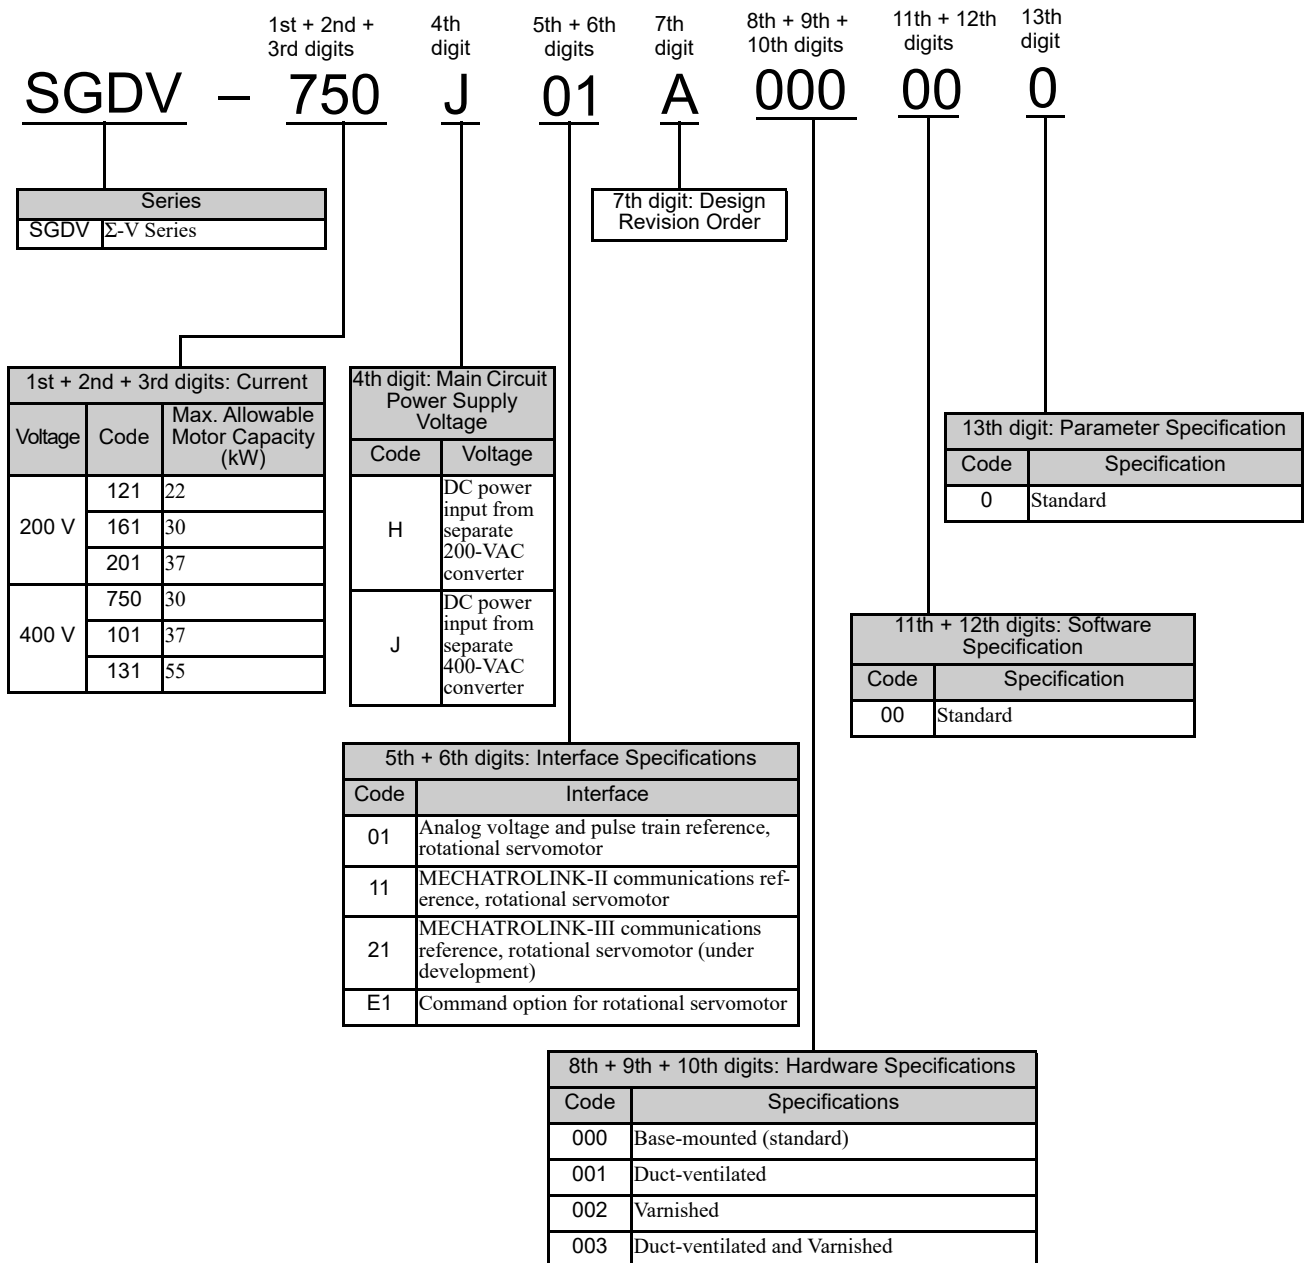 1st + 2nd +
3rd digits
4th
digit
5th + 6th
digits
7th
digit
8th + 9th +
10th digits
11th + 12th
digits
13th
digit
SGDV – 750 J 01 A 000 00 0
Series
SGDV Σ-V Series
7th digit: Design
Revision Order
1st + 2nd + 3rd digits: Current
Voltage Code Max. Allowable
Motor Capacity
(kW)
200 V
121 22
161 30
201 37
400 V
750 30
101 37
131 55
4th digit: Main Circuit
Power Supply
Voltage
Code Voltage
H
DC power
input from
separate
200-VAC
converter
J
DC power
input from
separate
400-VAC
converter
13th digit: Parameter Specification
Code Specification
0 Standard
11th + 12th digits: Software
Specification
Code Specification
00 Standard
5th + 6th digits: Interface Specifications
Code Interface
01 Analog voltage and pulse train reference,
rotational servomotor
11 MECHATROLINK-II communications ref-
erence, rotational servomotor
21 MECHATROLINK-III communications
reference, rotational servomotor (under
development)
E1 Command option for rotational servomotor
8th + 9th + 10th digits: Hardware Specifications
Code Specifications
000 Base-mounted (standard)
001 Duct-ventilated
002 Varnished
003 Duct-ventilated and Varnished